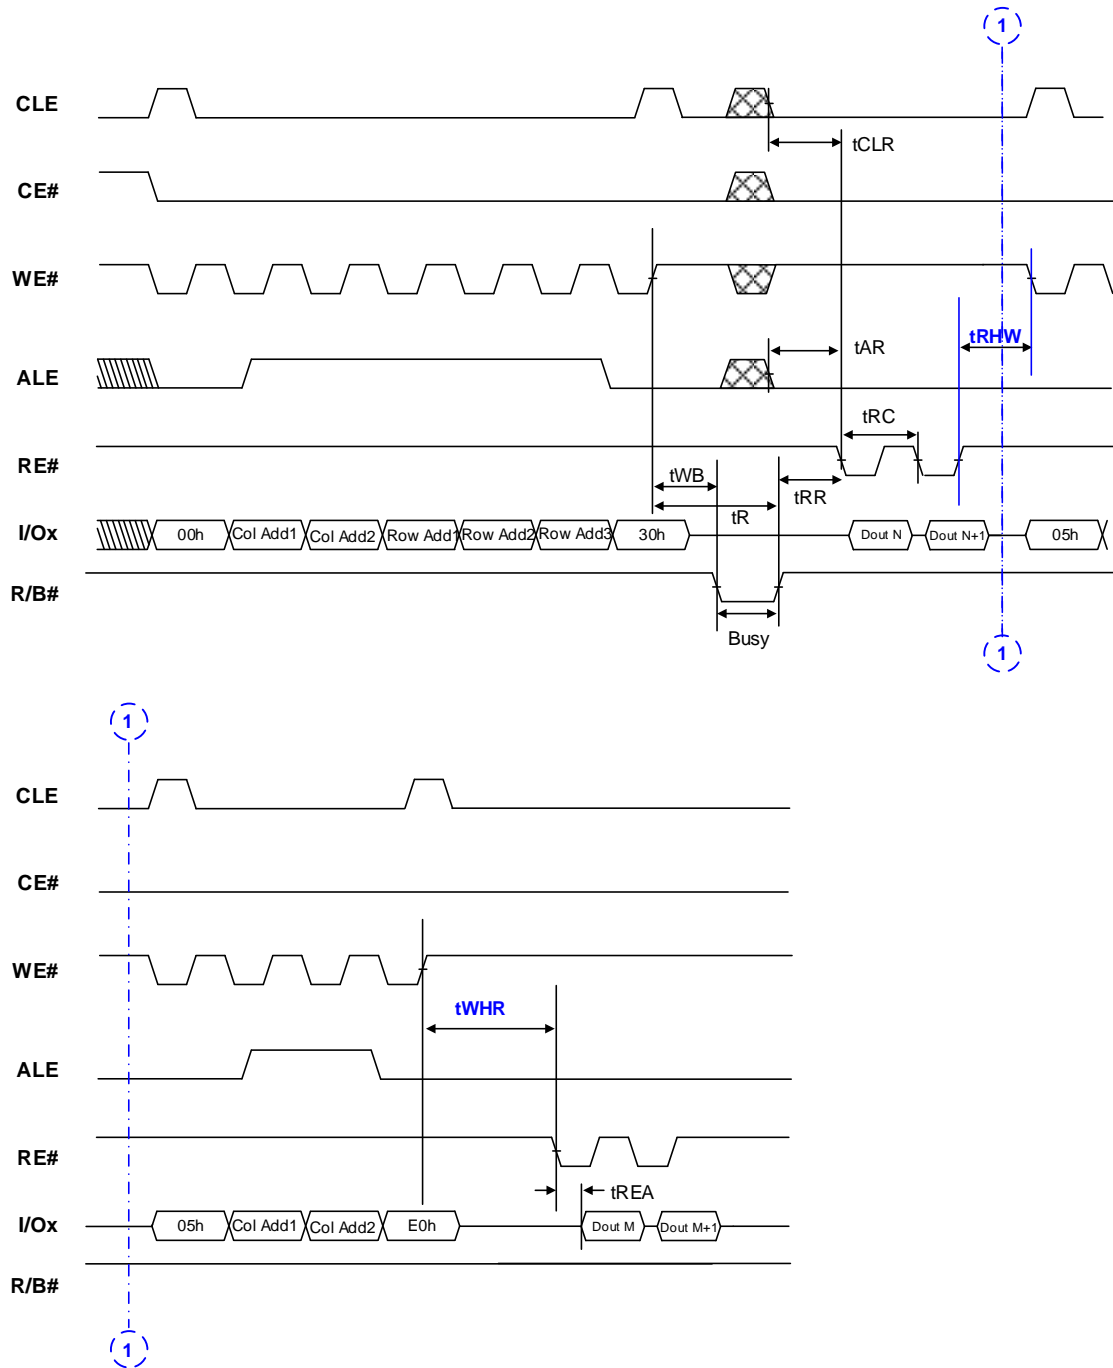 1
CLE
tCLR
CE#
WE#
tRHW
tAR
ALE
tRC
RE#
tWB
tRR
tR
I/Ox
00h
Col Add1
Col Add2
Row Add1
Row Add2
Row Add3
30h
Dout N
Dout N+1
05h
R/B#
Busy
1
1
CLE
CE#
WE#
tWHR
ALE
RE#
tREA
I/Ox
05h
Col Add1
Col Add2
E0h
Dout M
Dout M+1
R/B#
1